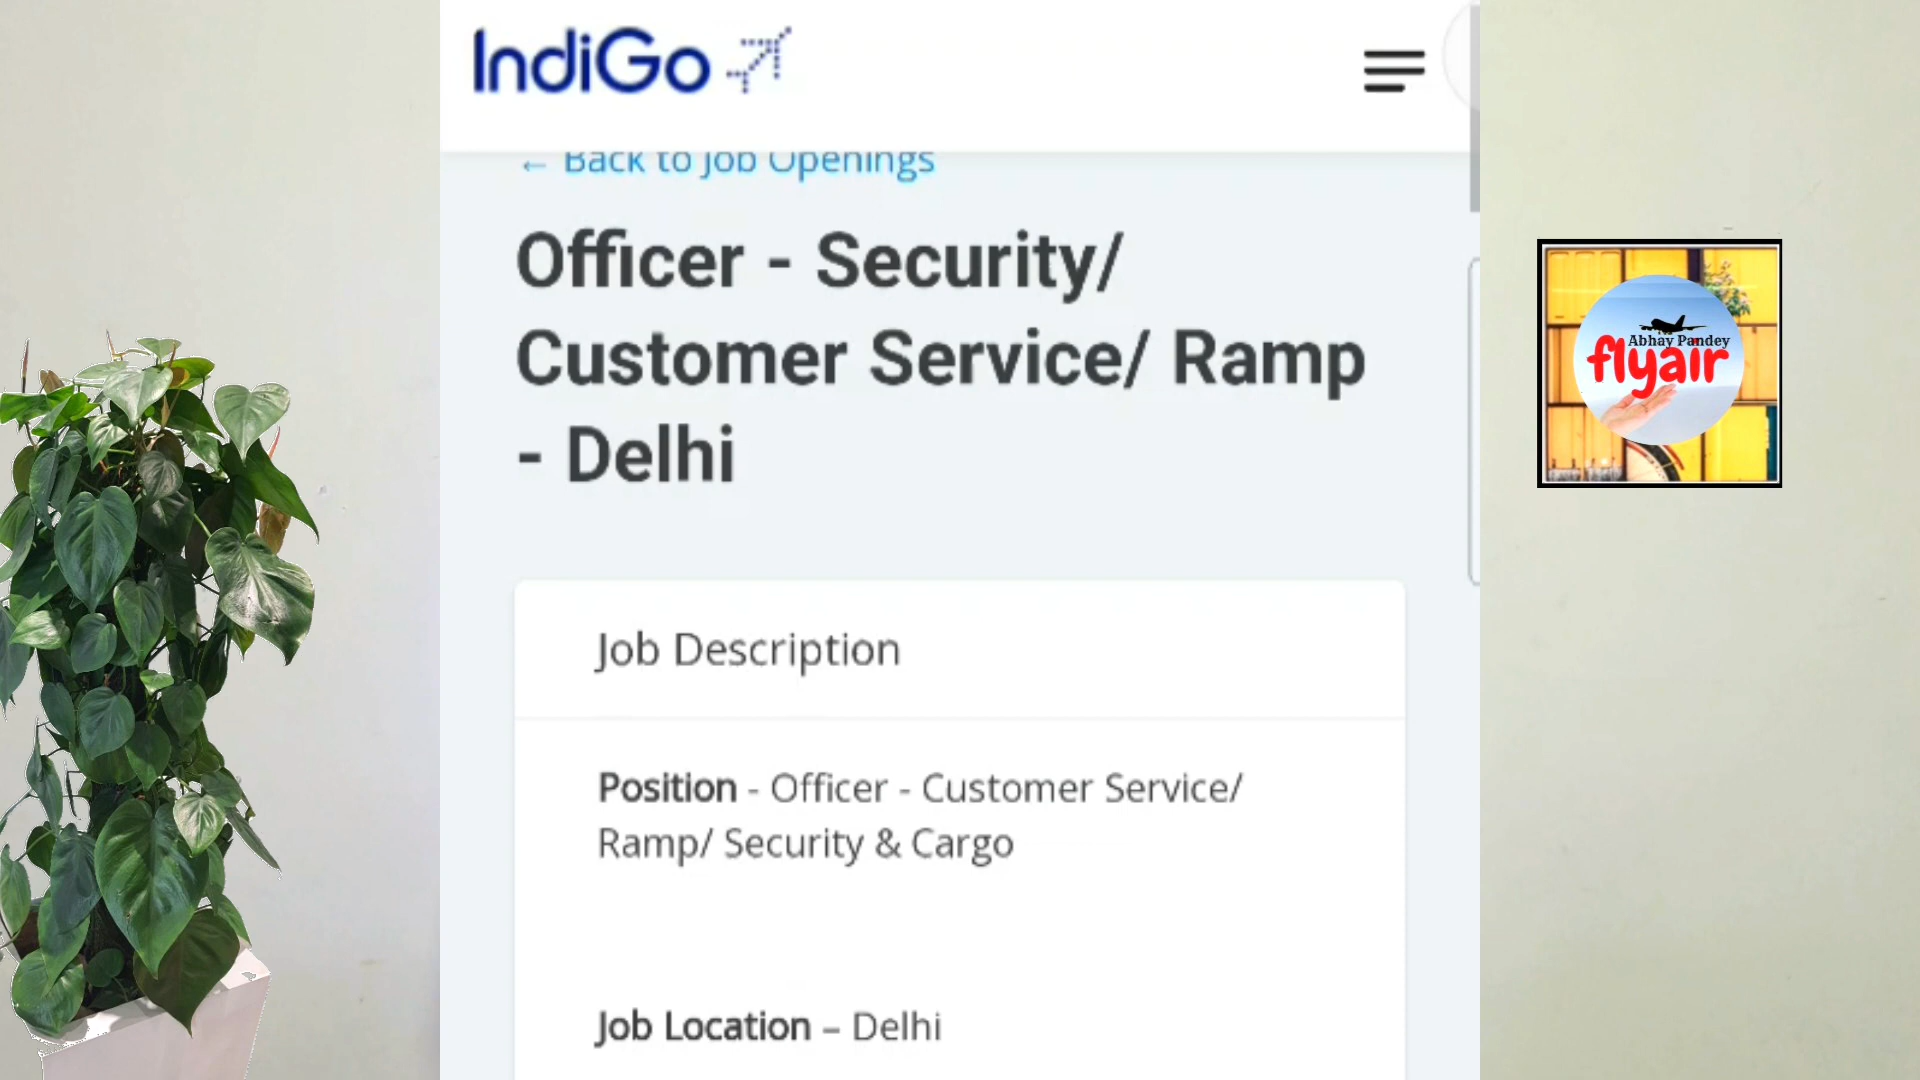 IndiGo
← Back to Job Openings
Officer - Security/
Customer Service/ Ramp
- Delhi
Job Description
Position - Officer - Customer Service/
Ramp/ Security & Cargo
Job Location – Delhi
Abhay Pandey
flyair